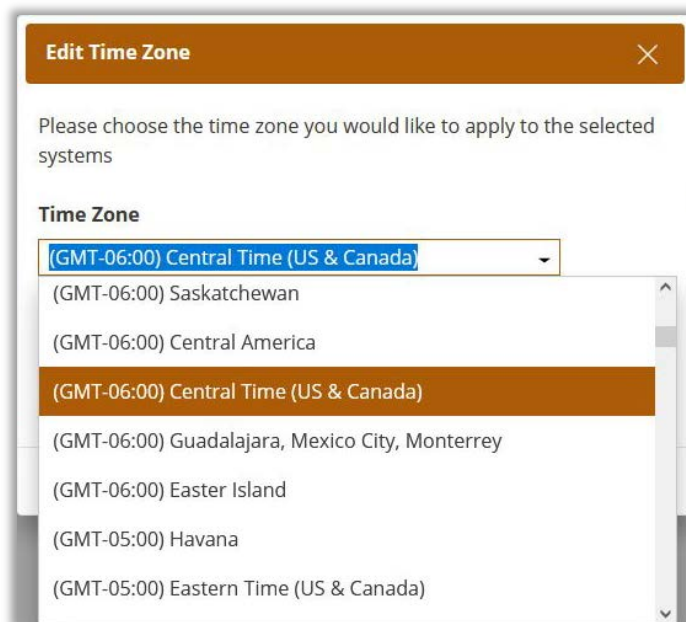 Edit Time Zone
Please choose the time zone you would like to apply to the selected
systems
Time Zone
(GMT-06:00) Central Time (US & Canada)
(GMT-06:00) Saskatchewan
(GMT-06:00) Central America
(GMT-06:00) Central Time (US & Canada)
(GMT-06:00) Guadalajara, Mexico City, Monterrey
(GMT-06:00) Easter Island
(GMT-05:00) Havana
(GMT-05:00) Eastern Time (US & Canada)